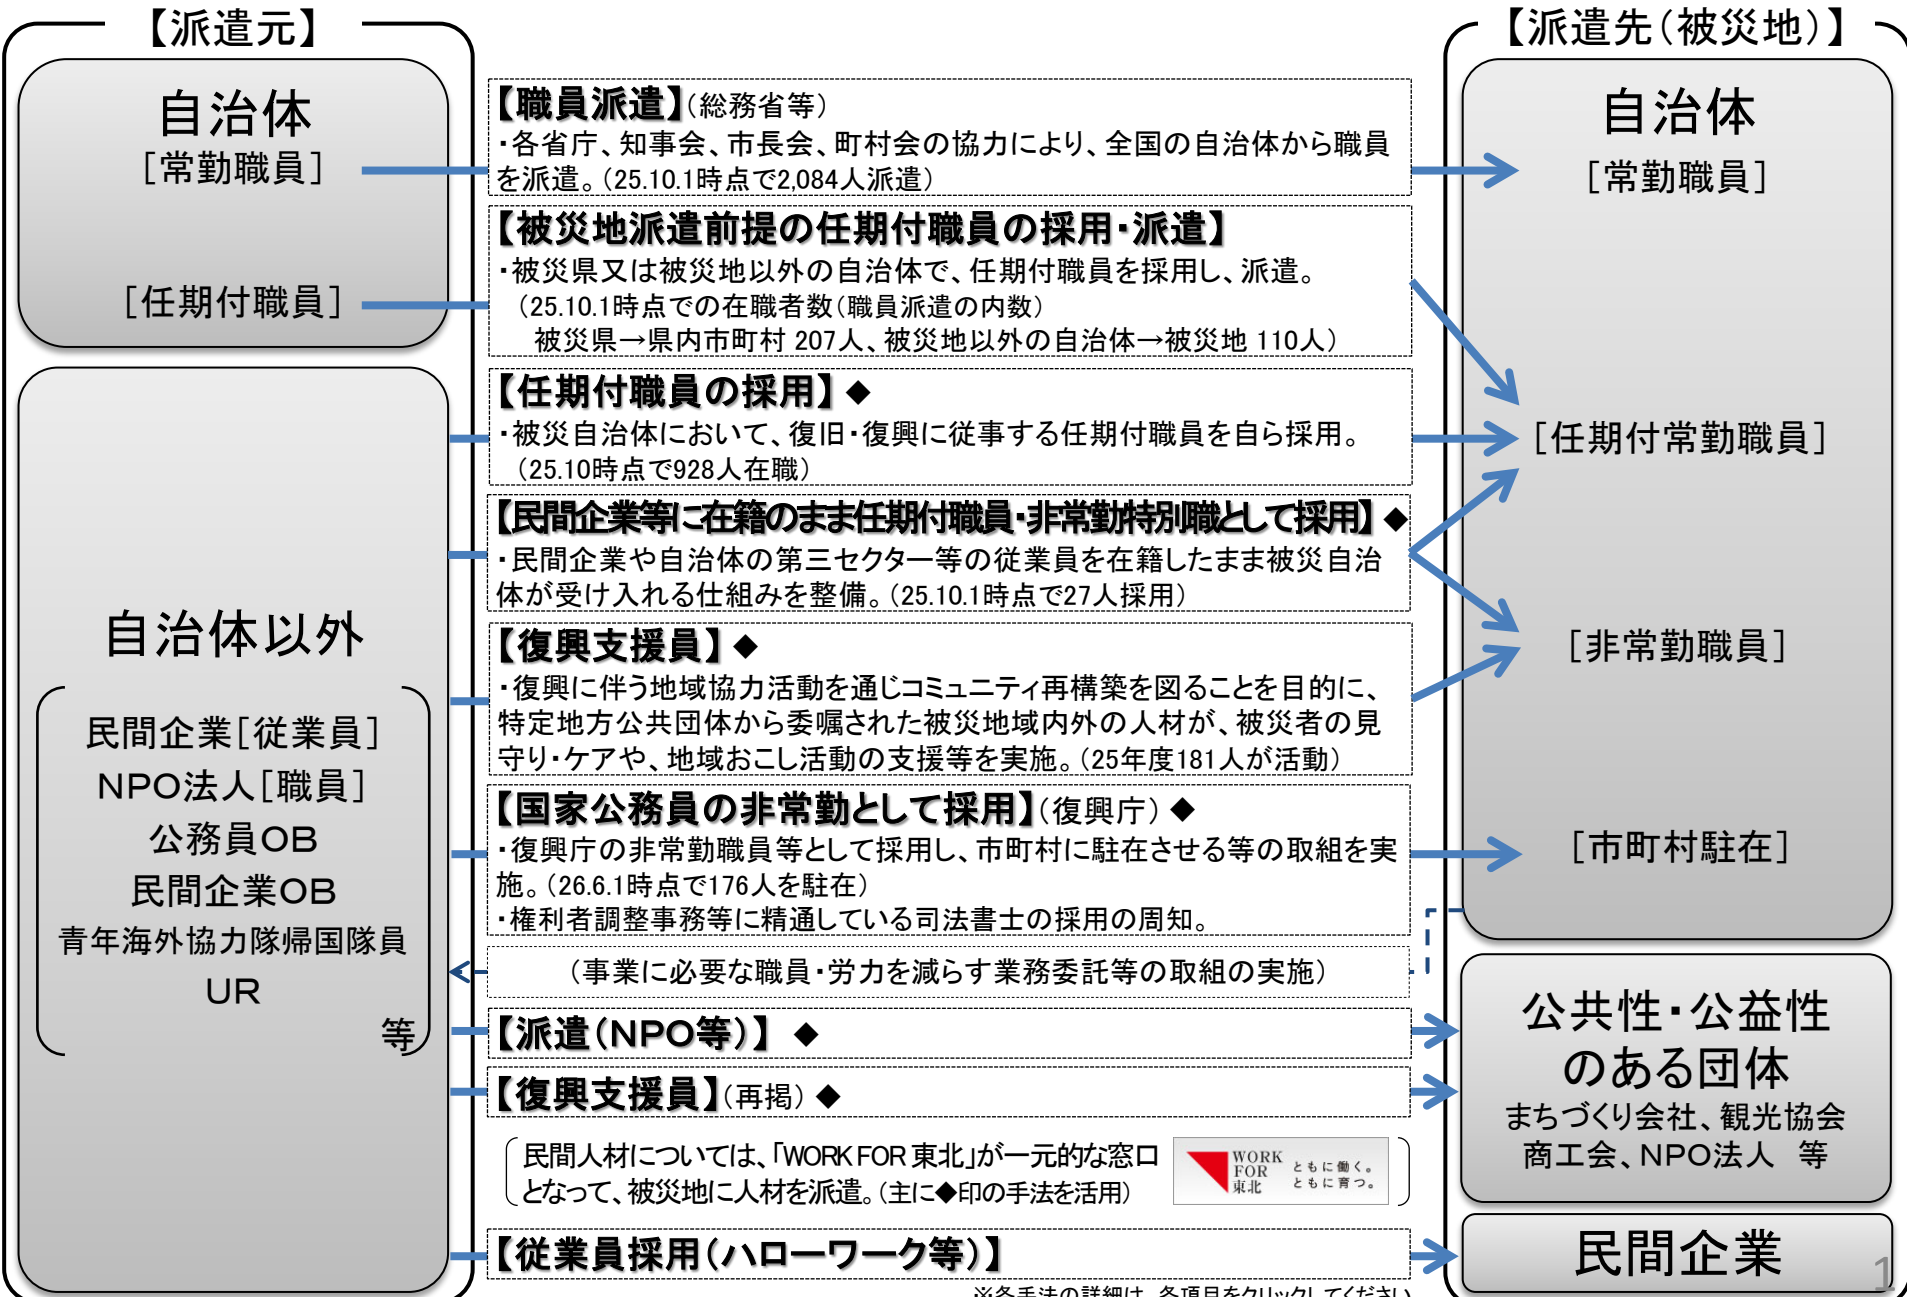 【派遣元】
自治体
［常勤職員］
［任期付職員］
自治体以外
民間企業［従業員］
NPO法人［職員］
公務員OB
民間企業OB
青年海外協力隊帰国隊員
UR
等
【職員派遣】（総務省等）
・各省庁、知事会、市長会、町村会の協力により、全国の自治体から職員
を派遣。（25.10.1時点で2,084人派遣）
【被災地派遣前提の任期付職員の採用・派遣】
・被災県又は被災地以外の自治体で、任期付職員を採用し、派遣。
（25.10.1時点での在職者数（職員派遣の内数）
被災県→県内市町村 207人、被災地以外の自治体→被災地 110人）
【任期付職員の採用】◆
・被災自治体において、復旧・復興に従事する任期付職員を自ら採用。
（25.10時点で928人在職）
【民間企業等に在籍のまま任期付職員・非常勤特別職として採用】◆
・民間企業や自治体の第三セクター等の従業員を在籍したまま被災自治
体が受け入れる仕組みを整備。（25.10.1時点で27人採用）
【復興支援員】◆
・復興に伴う地域協力活動を通じコミュニティ再構築を図ることを目的に、
特定地方公共団体から委嘱された被災地域内外の人材が、被災者の見
守り・ケアや、地域おこし活動の支援等を実施。（25年度181人が活動）
【国家公務員の非常勤として採用】（復興庁）◆
・復興庁の非常勤職員等として採用し、市町村に駐在させる等の取組を実
施。（26.6.1時点で176人を駐在）
・権利者調整事務等に精通している司法書士の採用の周知。
（事業に必要な職員・労力を減らす業務委託等の取組の実施）
【派遣（NPO等）】 ◆
【復興支援員】（再掲）◆
民間人材については、「WORK FOR 東北」が一元的な窓口
となって、被災地に人材を派遣。（主に◆印の手法を活用）
WORK
FOR
東北
ともに働く。
ともに育つ。
【従業員採用（ハローワーク等）】
※各手法の詳細は、各項目をクリックしてください
【派遣先（被災地）】
自治体
［常勤職員］
［任期付常勤職員］
［非常勤職員］
［市町村駐在］
公共性・公益性
のある団体
まちづくり会社、観光協会
商工会、NPO法人 等
民間企業
1